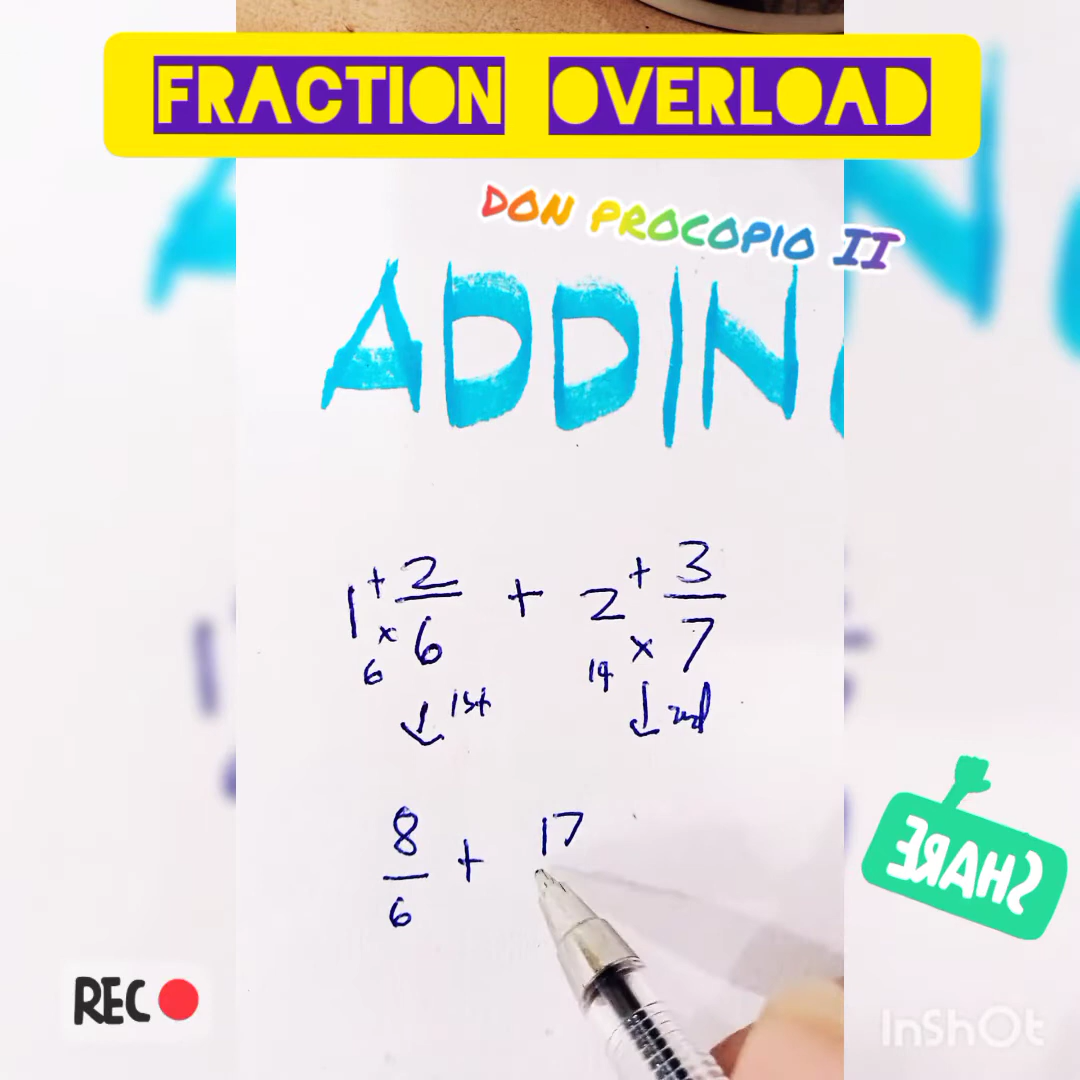 FRACTION OVERLOAD
DON PROCOPIO II
ADDIN
1 + 2/6 + 2 + 3/7
× ×
6 14
↓ 1st ↓ 2nd
8/6 + 17
SHARE
REC
InShOt